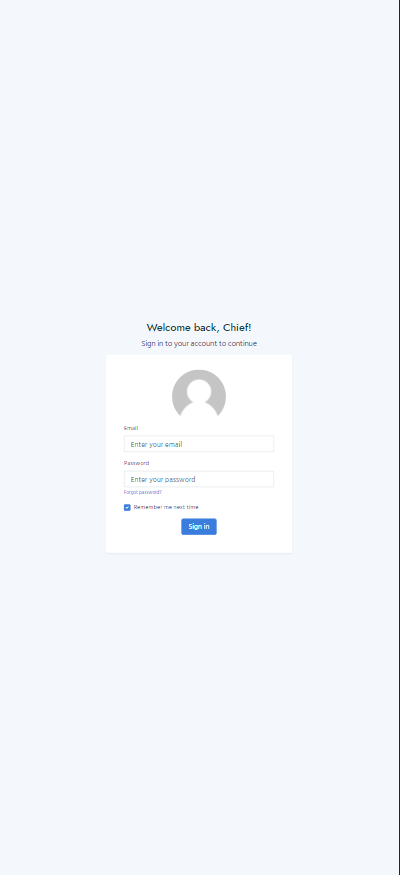 Welcome back, Chief!
Sign in to your account to continue
Email
Enter your email
Password
Enter your password
Forgot password?
Remember me next time
Sign in